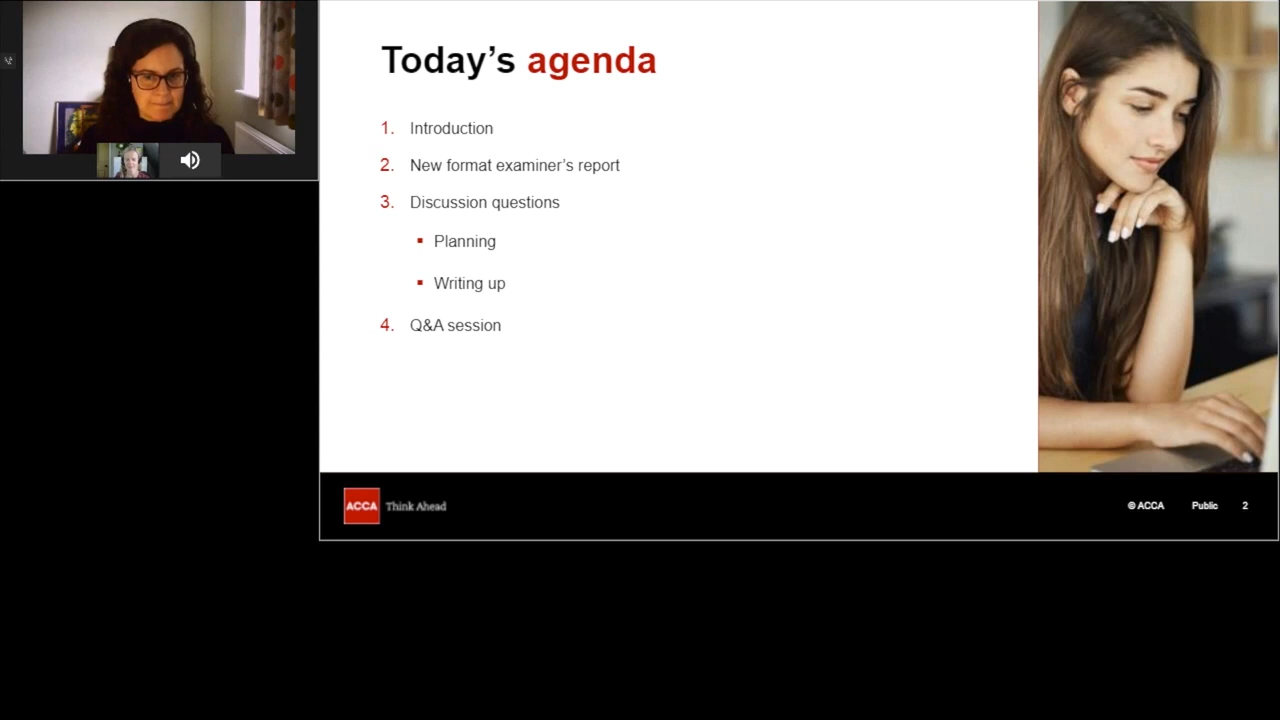 Today's agenda
1. Introduction
2. New format examiner's report
3. Discussion questions
▪ Planning
▪ Writing up
4. Q&A session
ACCA Think Ahead
© ACCA Public 2